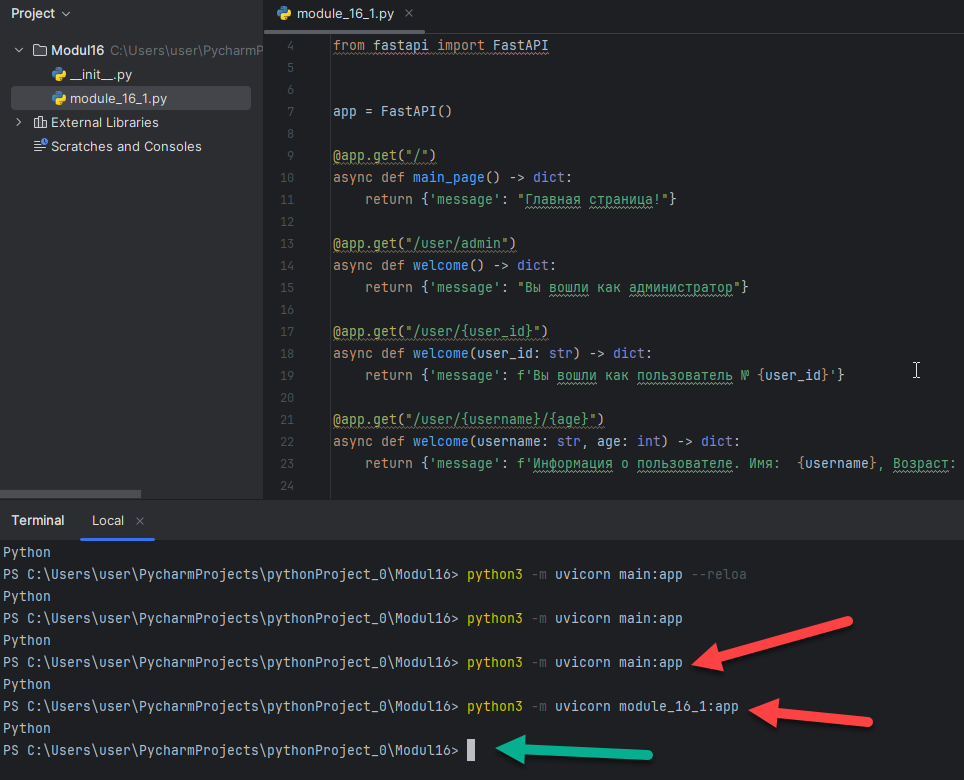 Project
module_16_1.py
Modul16 C:\Users\user\PycharmP
__init__.py
module_16_1.py
External Libraries
Scratches and Consoles
4 from fastapi import FastAPI
5
6
7 app = FastAPI()
8
9 @app.get("/")
10 async def main_page() -> dict:
11 return {'message': "Главная страница!"}
12
13 @app.get("/user/admin")
14 async def welcome() -> dict:
15 return {'message': "Вы вошли как администратор"}
16
17 @app.get("/user/{user_id}")
18 async def welcome(user_id: str) -> dict:
19 return {'message': f'Вы вошли как пользователь № {user_id}'}
20
21 @app.get("/user/{username}/{age}")
22 async def welcome(username: str, age: int) -> dict:
23 return {'message': f'Информация о пользователе. Имя:  {username}, Возраст:
24
Terminal Local
Python
PS C:\Users\user\PycharmProjects\pythonProject_0\Modul16> python3 -m uvicorn main:app --reloa
Python
PS C:\Users\user\PycharmProjects\pythonProject_0\Modul16> python3 -m uvicorn main:app
Python
PS C:\Users\user\PycharmProjects\pythonProject_0\Modul16> python3 -m uvicorn main:app
Python
PS C:\Users\user\PycharmProjects\pythonProject_0\Modul16> python3 -m uvicorn module_16_1:app
Python
PS C:\Users\user\PycharmProjects\pythonProject_0\Modul16>